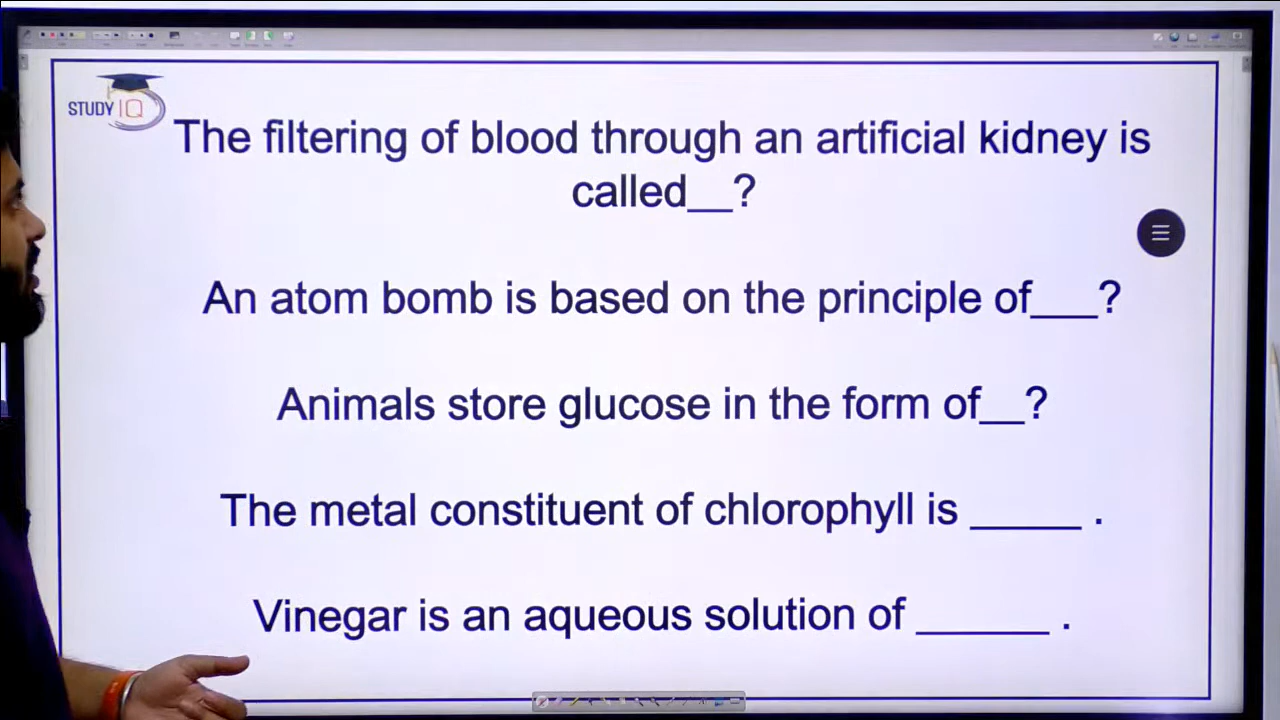 STUDY IQ
The filtering of blood through an artificial kidney is
called__?
An atom bomb is based on the principle of___?
Animals store glucose in the form of__?
The metal constituent of chlorophyll is _____ .
Vinegar is an aqueous solution of ______ .